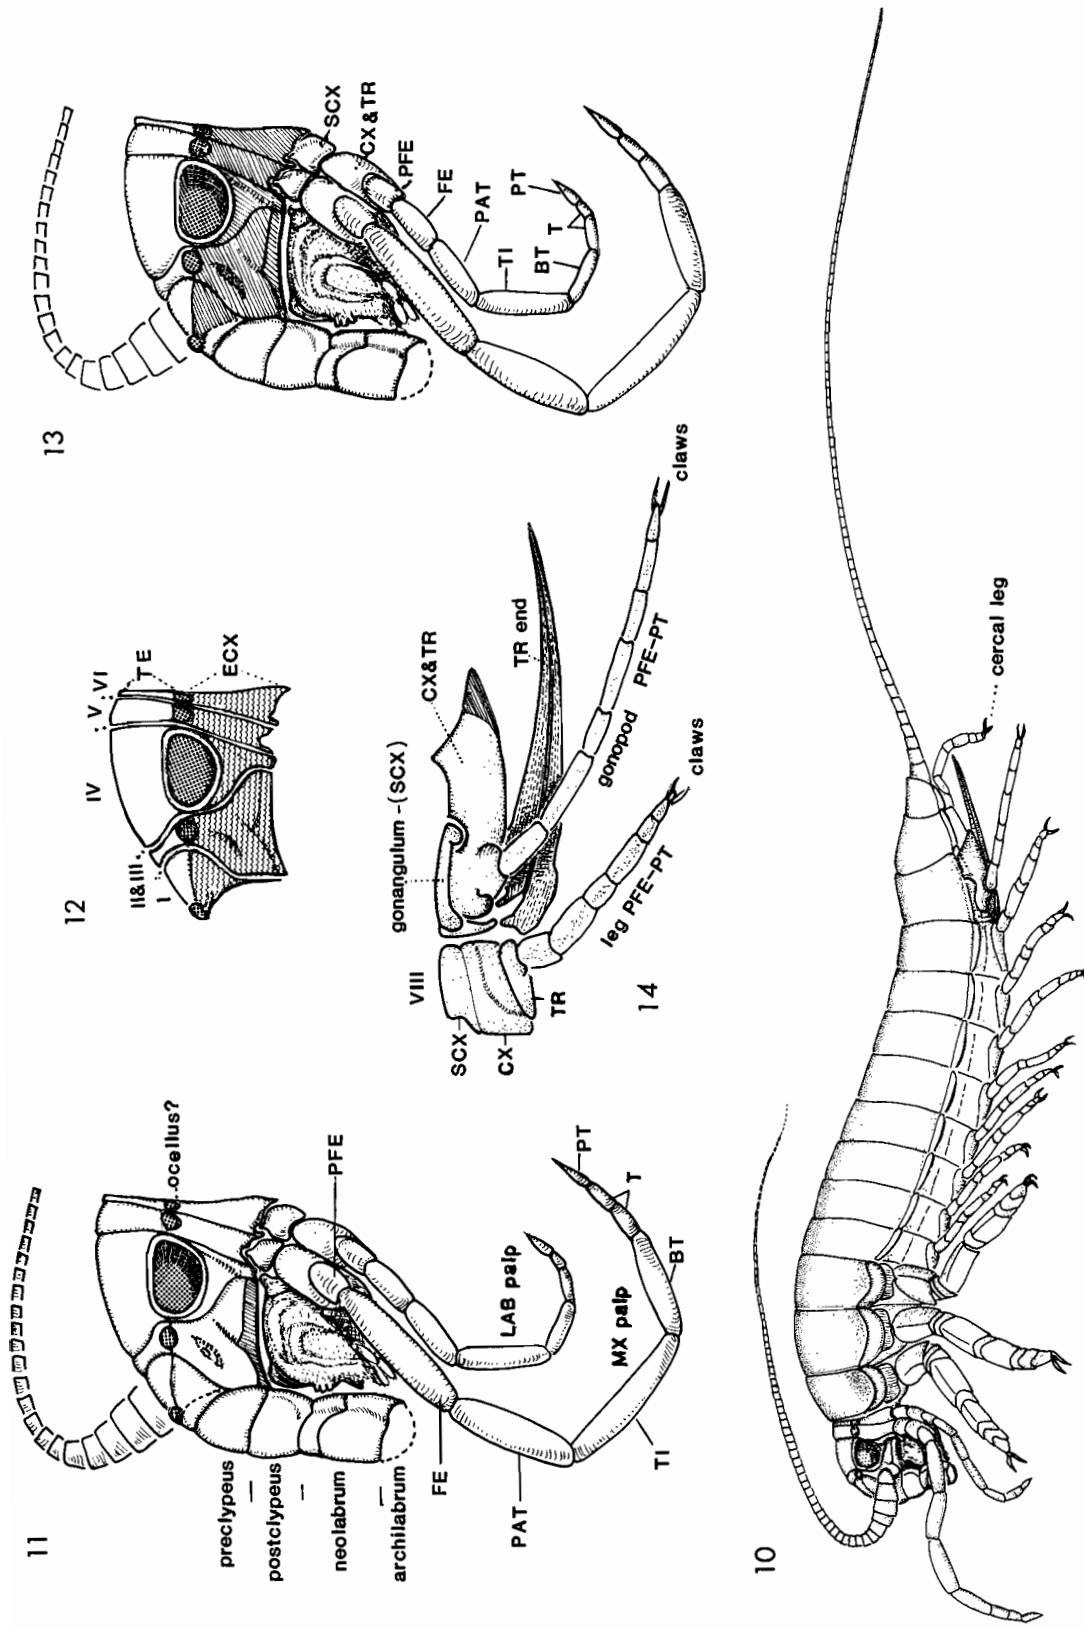 11
ocellus?
PFE
LAB palp
PT
T
BT
MX palp
TI
PAT
FE
preclypeus
postclypeus
neolabrum
archilabrum
12
I
II&III
IV
V
VI
TE
ECX
13
SCX
CX&TR
PFE
FE
PAT
TI
BT
T
PT
14
VIII
SCX
CX
TR
gonangulum-(SCX)
CX&TR
TR end
gonopod PFE-PT
claws
leg PFE-PT
claws
10
cercal leg